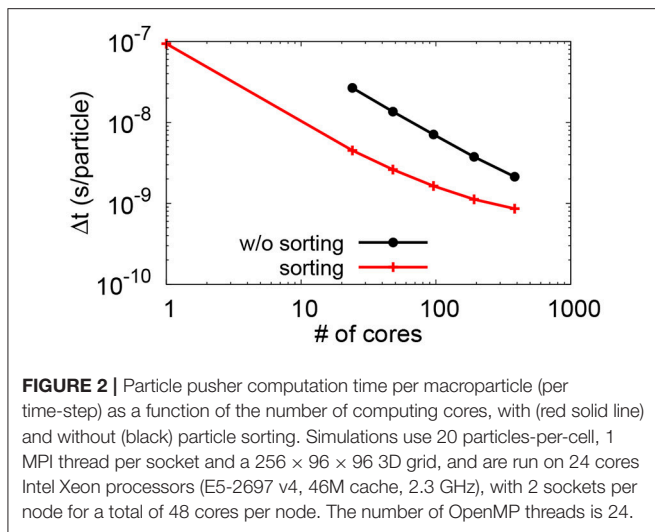 10⁻⁷
10⁻⁸
10⁻⁹
10⁻¹⁰
Δt (s/particle)
w/o sorting
sorting
1 10 100 1000
# of cores
FIGURE 2 | Particle pusher computation time per macroparticle (per
time-step) as a function of the number of computing cores, with (red solid line)
and without (black) particle sorting. Simulations use 20 particles-per-cell, 1
MPI thread per socket and a 256 × 96 × 96 3D grid, and are run on 24 cores
Intel Xeon processors (E5-2697 v4, 46M cache, 2.3 GHz), with 2 sockets per
node for a total of 48 cores per node. The number of OpenMP threads is 24.